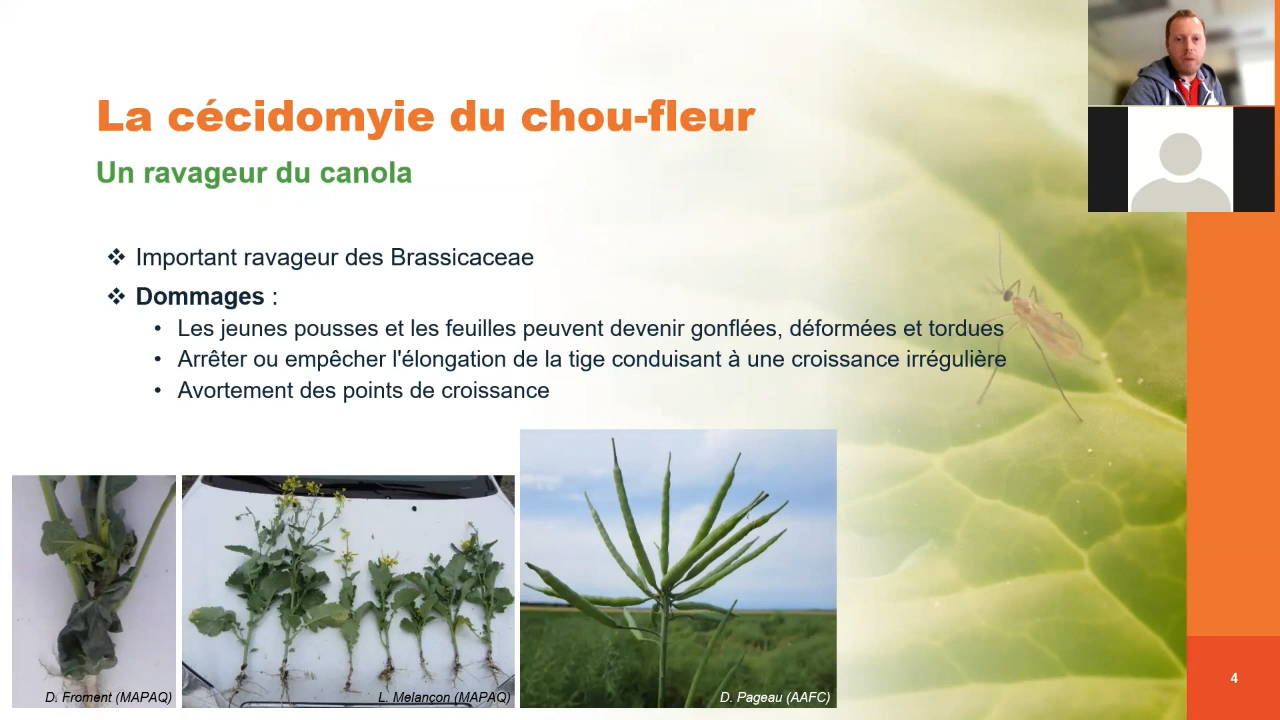 La cécidomyie du chou-fleur
Un ravageur du canola
❖ Important ravageur des Brassicaceae
❖ Dommages :
• Les jeunes pousses et les feuilles peuvent devenir gonflées, déformées et tordues
• Arrêter ou empêcher l'élongation de la tige conduisant à une croissance irrégulière
• Avortement des points de croissance
D. Froment (MAPAQ)
L. Melançon (MAPAQ)
D. Pageau (AAFC)
4